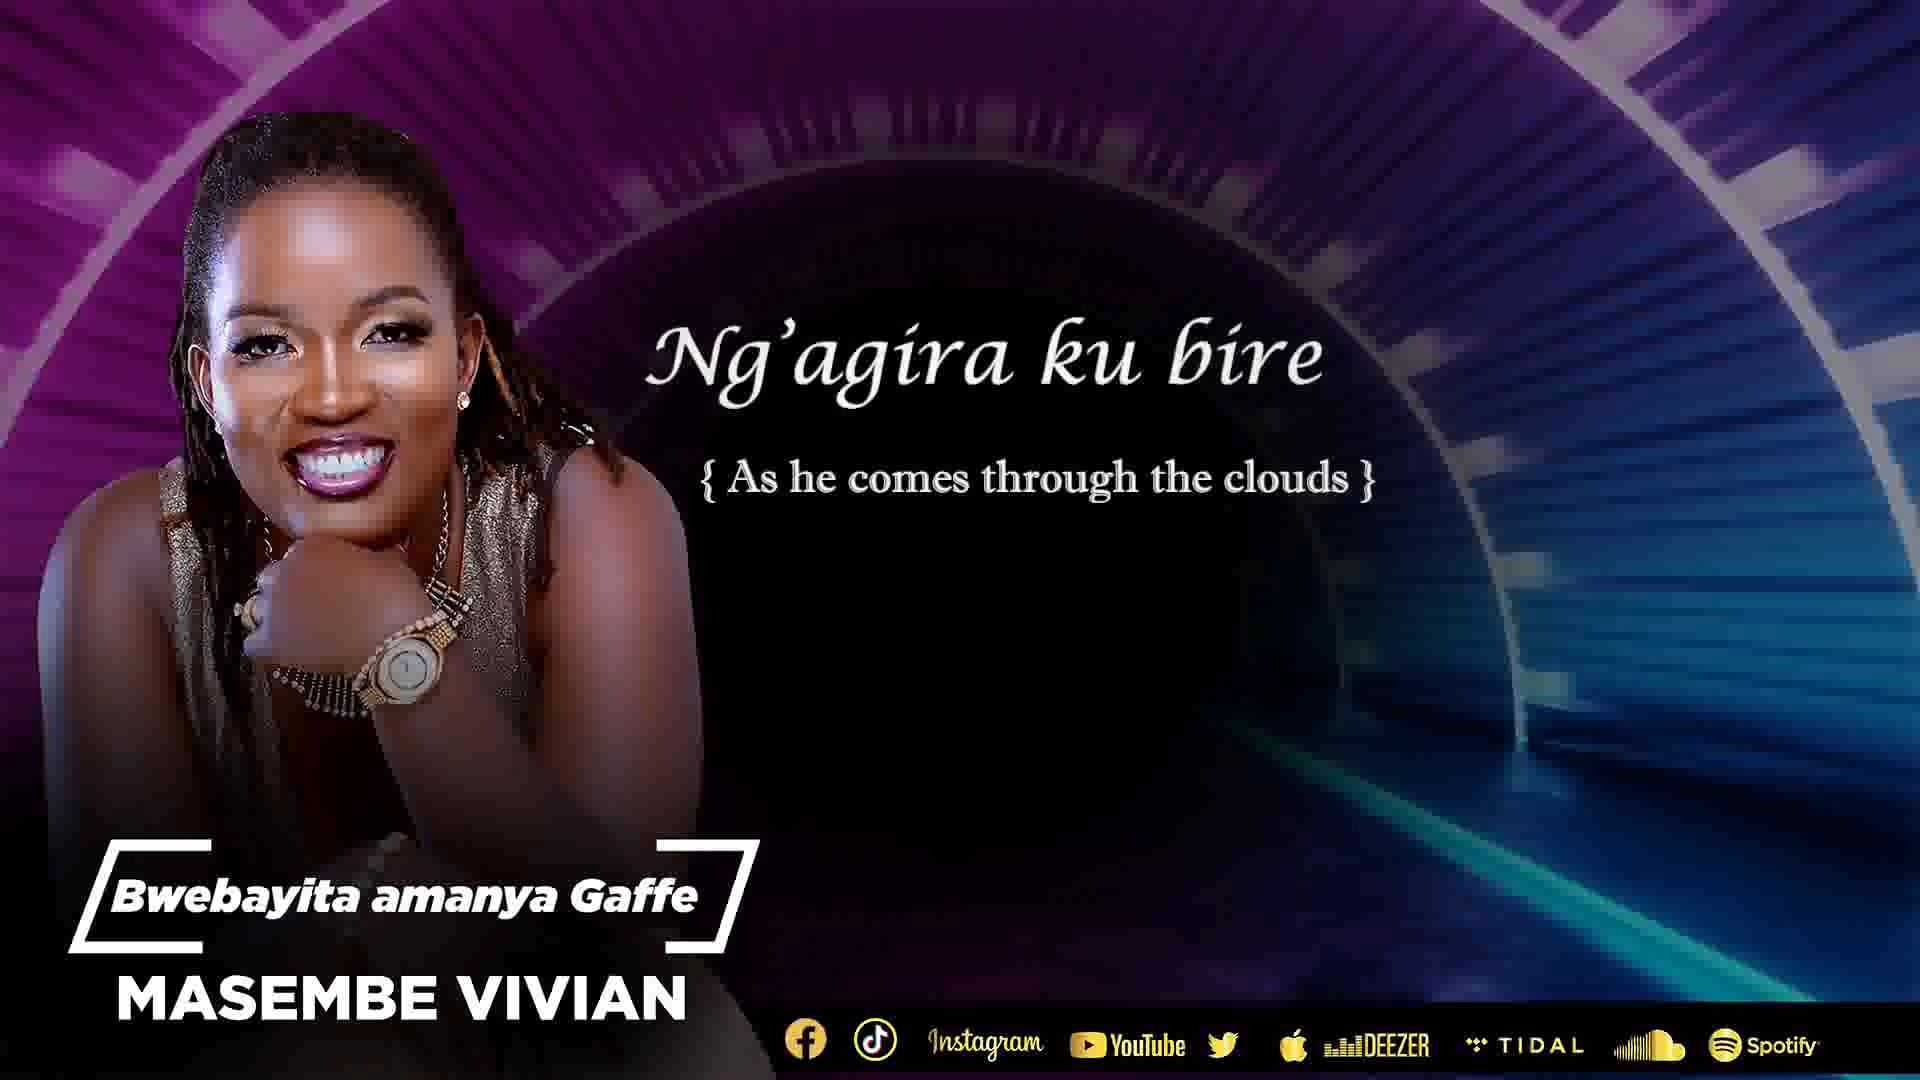 Ng’agira ku bire
{ As he comes through the clouds }
Bwebayita amanya Gaffe
MASEMBE VIVIAN
Instagram YouTube DEEZER TIDAL Spotify